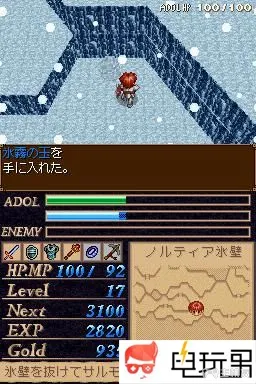 ADOL HP 100/100
氷霧の玉を
手に入れた。
ADOL
ENEMY
HP.MP 100/ 92
Level 17
Next 3100
EXP 2820
Gold
ノルティア氷壁
氷壁を抜けてサルモ
电玩男